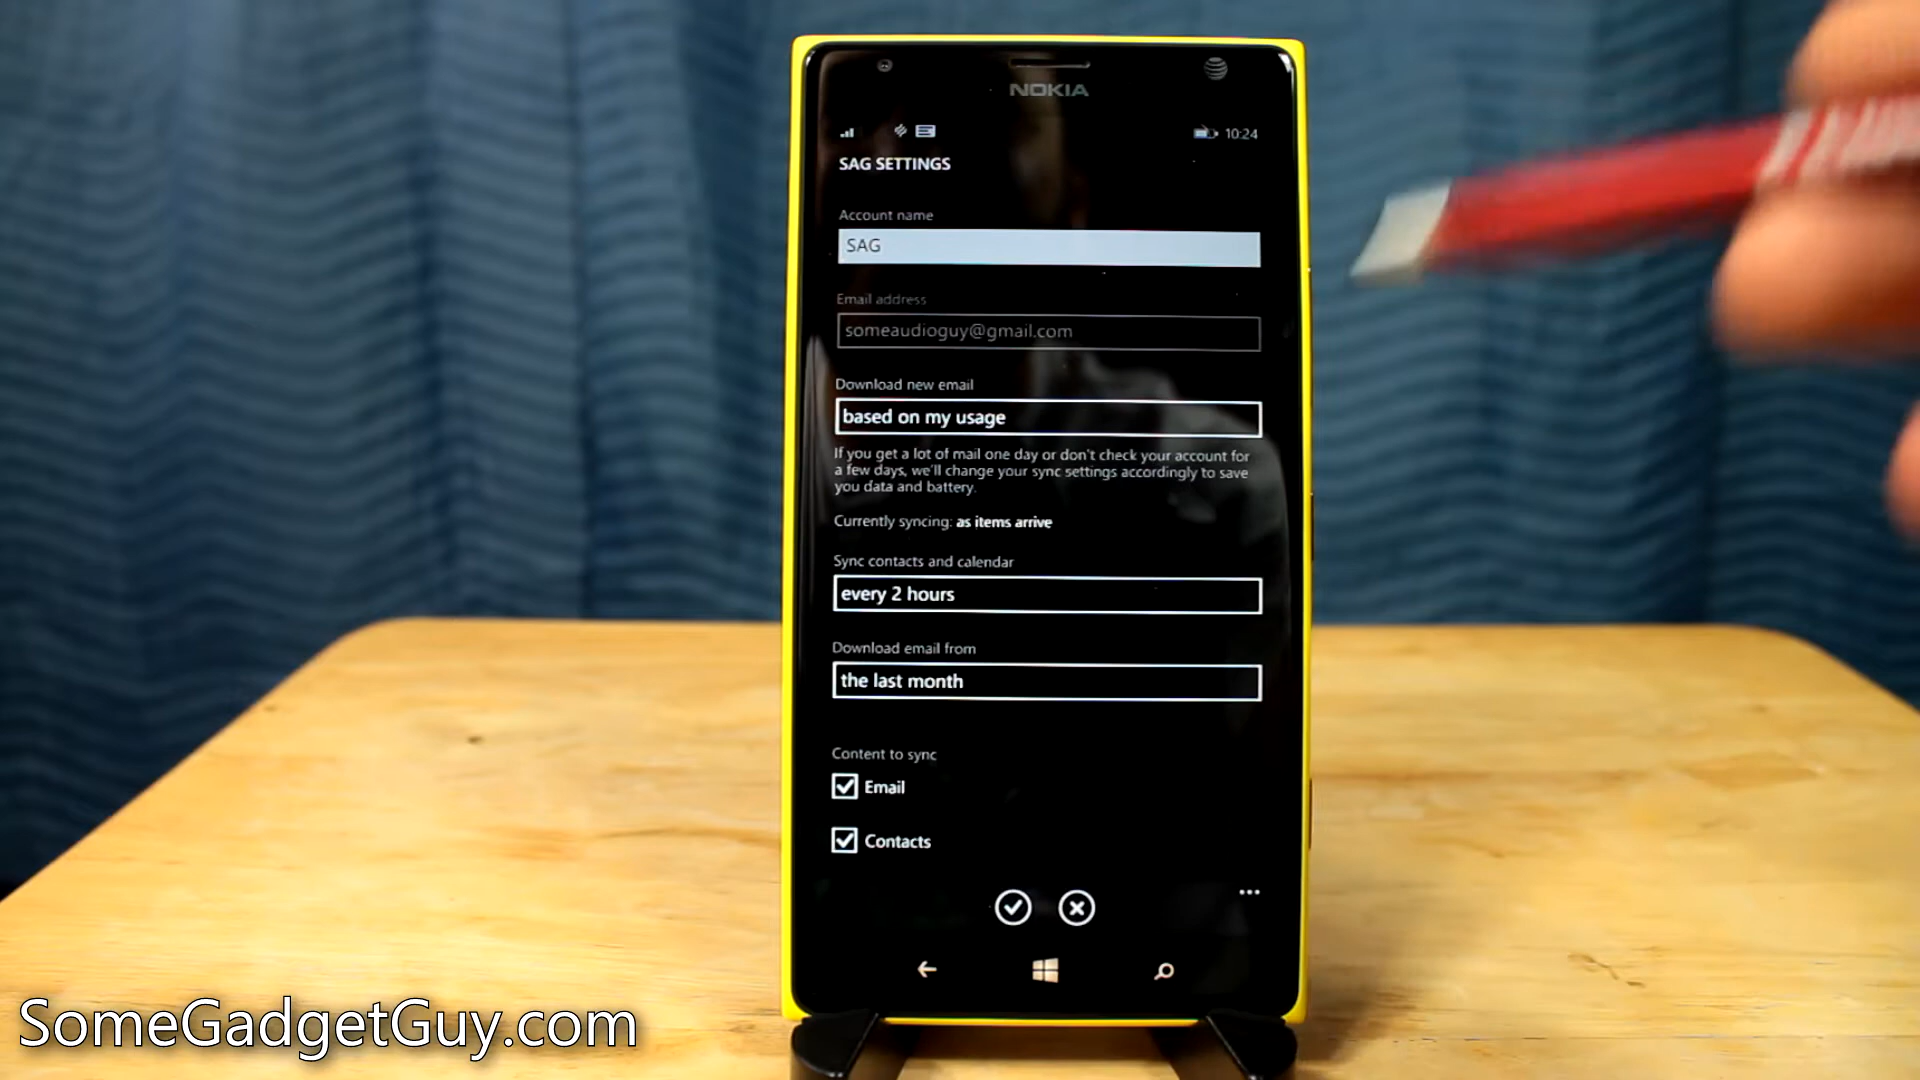 NOKIA
10:24
SAG SETTINGS
Account name
SAG
Email address
someaudioguy@gmail.com
Download new email
based on my usage
If you get a lot of mail one day or don't check your account for
a few days, we'll change your sync settings accordingly to save
you data and battery.
Currently syncing: as items arrive
Sync contacts and calendar
every 2 hours
Download email from
the last month
Content to sync
Email
Contacts
SomeGadgetGuy.com